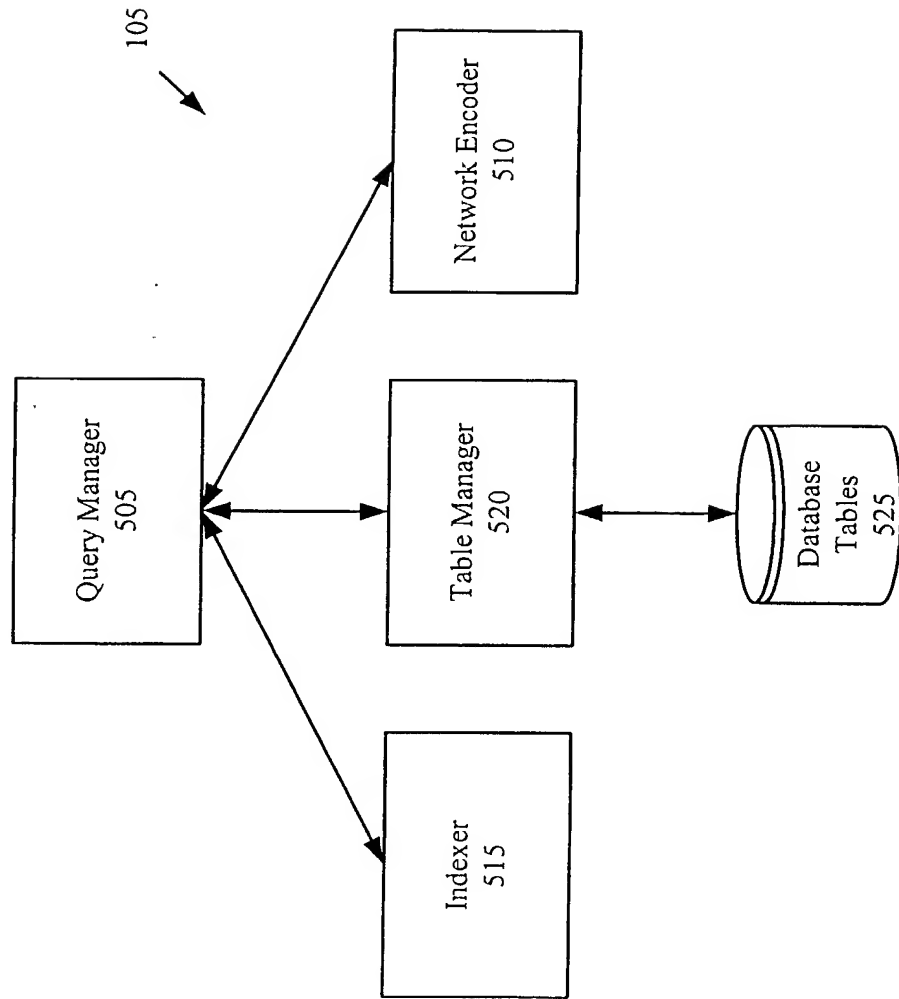 105
Query Manager
505
Indexer
515
Table Manager
520
Network Encoder
510
Database
Tables
525